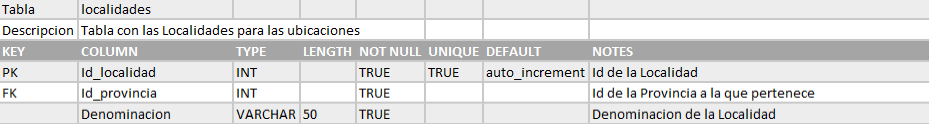 Tabla localidades
Descripcion Tabla con las Localidades para las ubicaciones
KEY COLUMN TYPE LENGTH NOT NULL UNIQUE DEFAULT NOTES
PK Id_localidad INT TRUE TRUE auto_increment Id de la Localidad
FK Id_provincia INT TRUE Id de la Provincia a la que pertenece
Denominacion VARCHAR 50 TRUE Denominacion de la Localidad